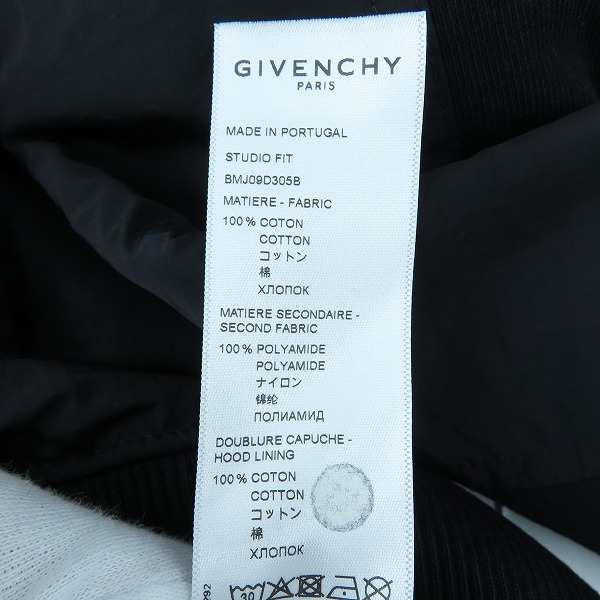 GIVENCHY
PARIS
MADE IN PORTUGAL
STUDIO FIT
BMJ09D305B
MATIERE - FABRIC
100% COTON
COTTON
コットン
棉
ХЛОПОК
MATIERE SECONDAIRE -
SECOND FABRIC
100% POLYAMIDE
POLYAMIDE
ナイロン
锦纶
ПОЛИАМИД
DOUBLURE CAPUCHE -
HOOD LINING
100% COTON
COTTON
コットン
棉
ХЛОПОК
30